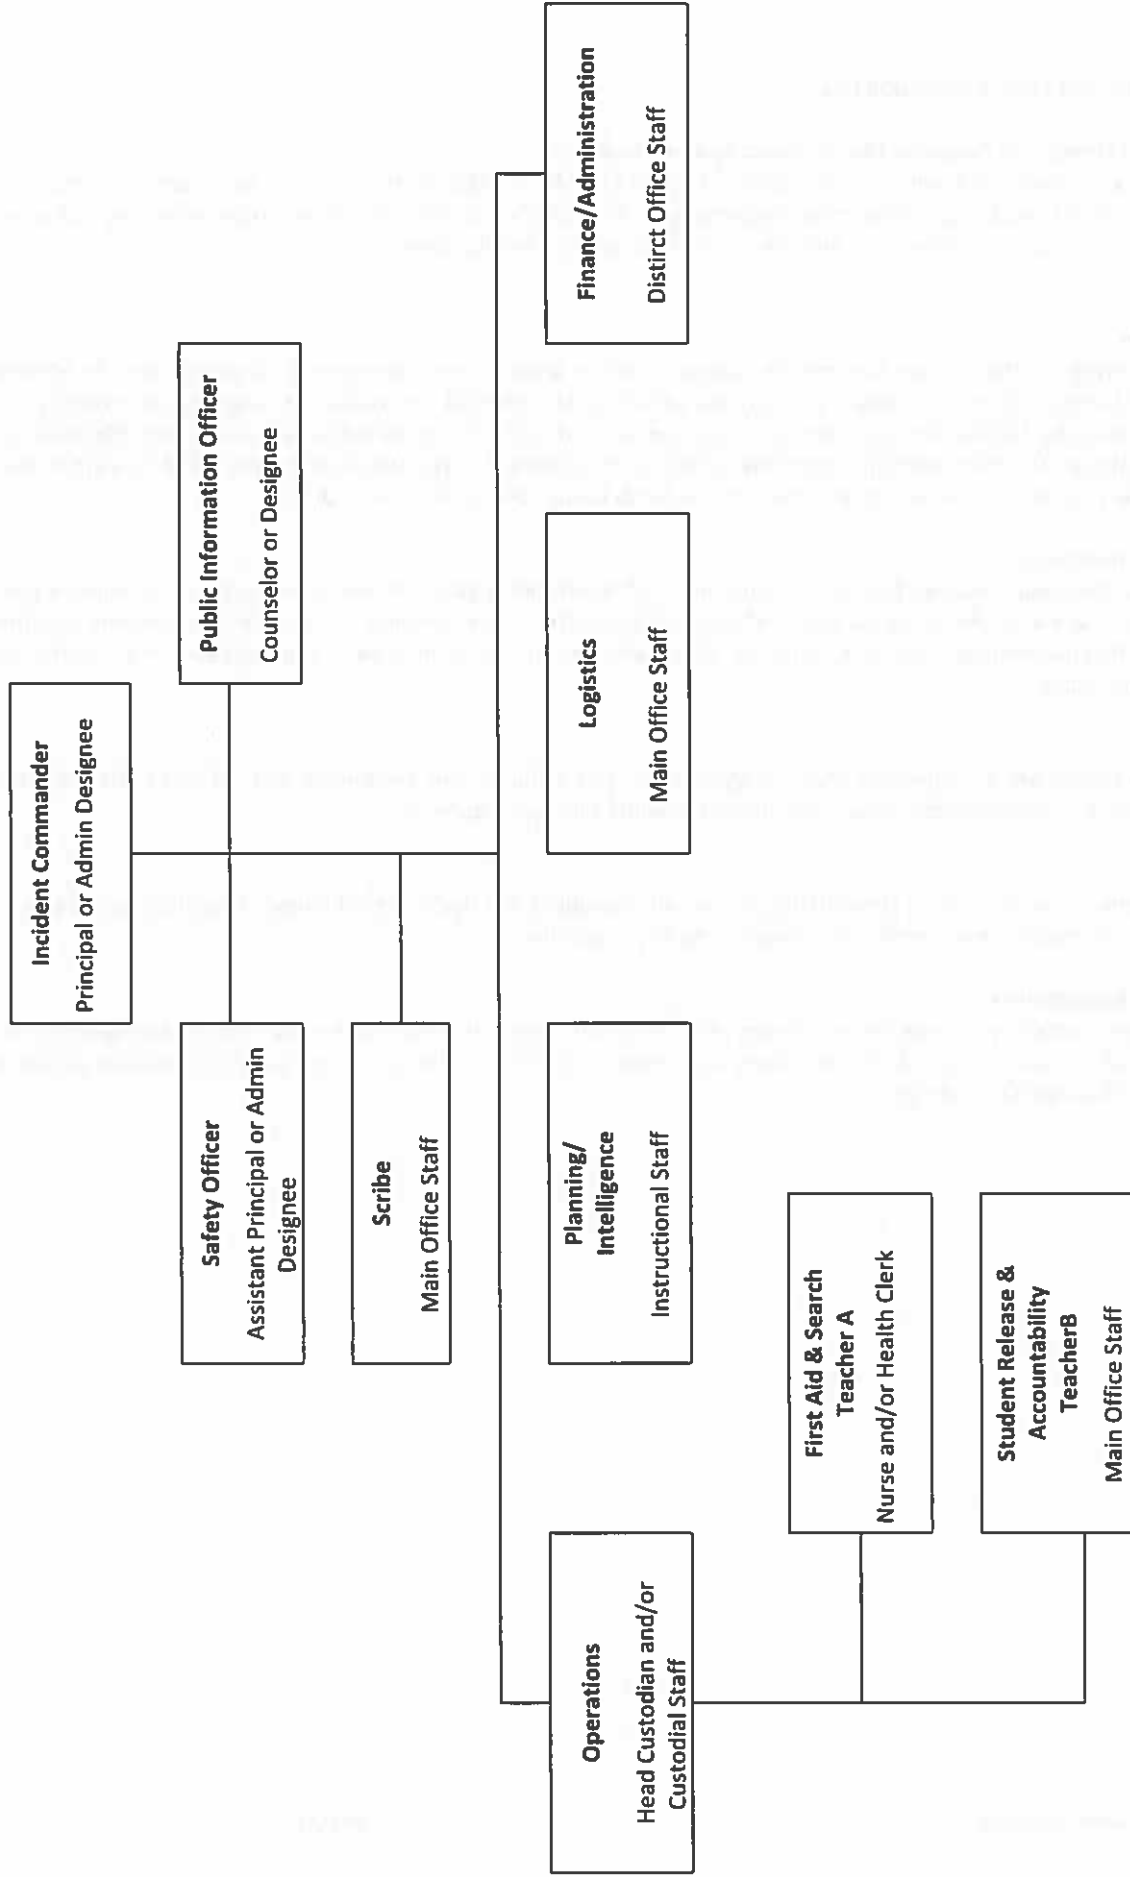 Incident Commander
Principal or Admin Designee
Safety Officer
Assistant Principal or Admin
Designee
Public Information Officer
Counselor or Designee
Scribe
Main Office Staff
Operations
Head Custodian and/or
Custodial Staff
Planning/
Intelligence
Instructional Staff
Logistics
Main Office Staff
Finance/Administration
Distirct Office Staff
First Aid & Search
Teacher A
Nurse and/or Health Clerk
Student Release &
Accountability
TeacherB
Main Office Staff